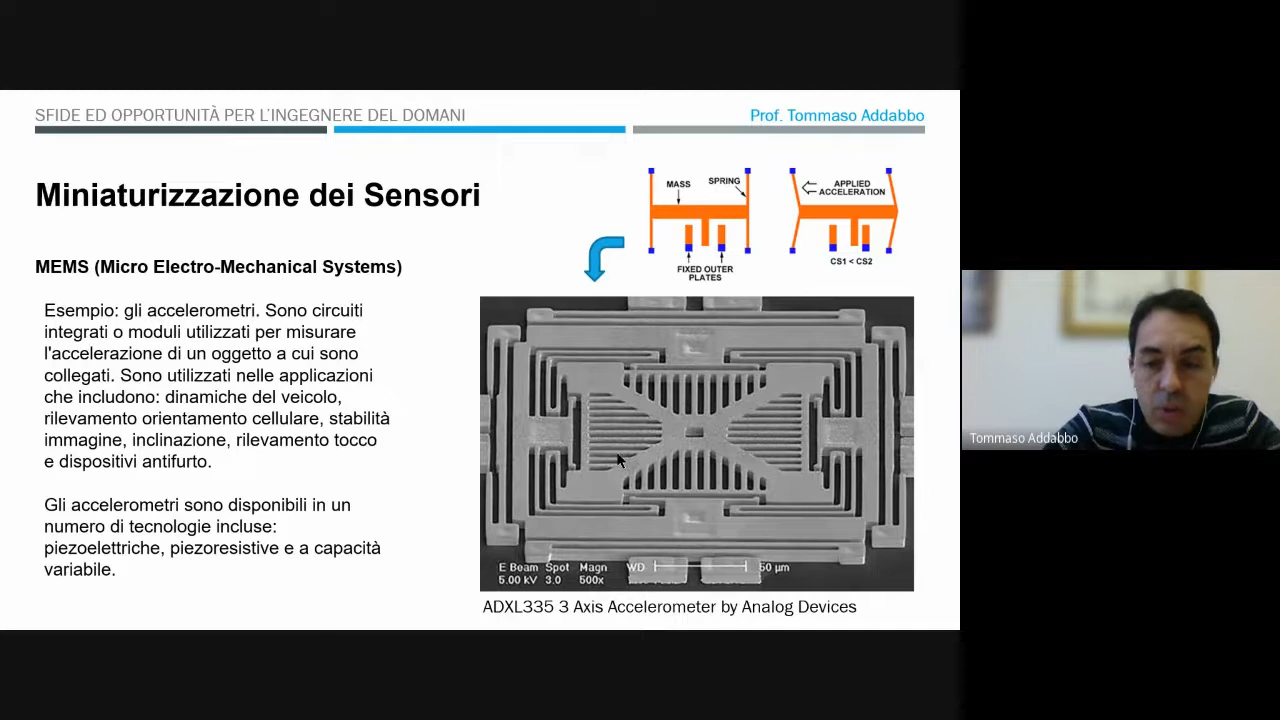 SFIDE ED OPPORTUNITÀ PER L'INGEGNERE DEL DOMANI
Prof. Tommaso Addabbo
Miniaturizzazione dei Sensori
MASS
SPRING
APPLIED
ACCELERATION
FIXED OUTER
PLATES
CS1 < CS2
MEMS (Micro Electro-Mechanical Systems)
Esempio: gli accelerometri. Sono circuiti
integrati o moduli utilizzati per misurare
l'accelerazione di un oggetto a cui sono
collegati. Sono utilizzati nelle applicazioni
che includono: dinamiche del veicolo,
rilevamento orientamento cellulare, stabilità
immagine, inclinazione, rilevamento tocco
e dispositivi antifurto.
Gli accelerometri sono disponibili in un
numero di tecnologie incluse:
piezoelettriche, piezoresistive e a capacità
variabile.
E Beam Spot Magn WD 50 µm
5.00 kV 3.0 500x
ADXL335 3 Axis Accelerometer by Analog Devices
Tommaso Addabbo